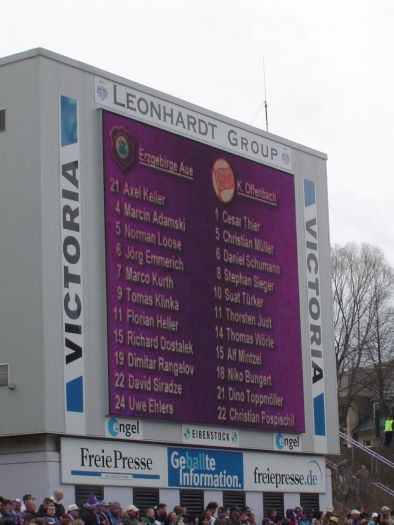 LEONHARDT GROUP
VICTORIA
Erzgebirge Aue
21 Axel Keller
4 Marcin Adamski
5 Norman Loose
6 Jörg Emmerich
7 Marco Kurth
9 Tomas Klinka
11 Florian Heller
15 Richard Dostalek
19 Dimitar Rangelov
22 David Siradze
24 Uwe Ehlers
K. Offenbach
1 Cesar Thier
5 Christian Müller
6 Daniel Schumann
8 Stephan Sieger
10 Suat Türker
11 Thorsten Judt
14 Thomas Wörle
15 Alf Mintzel
18 Niko Bungert
21 Dino Toppmöller
22 Christian Pospischil
VICTORIA
engel
EIBENSTOCK
engel
FreiePresse
Geballte
Information.
freiepresse.de